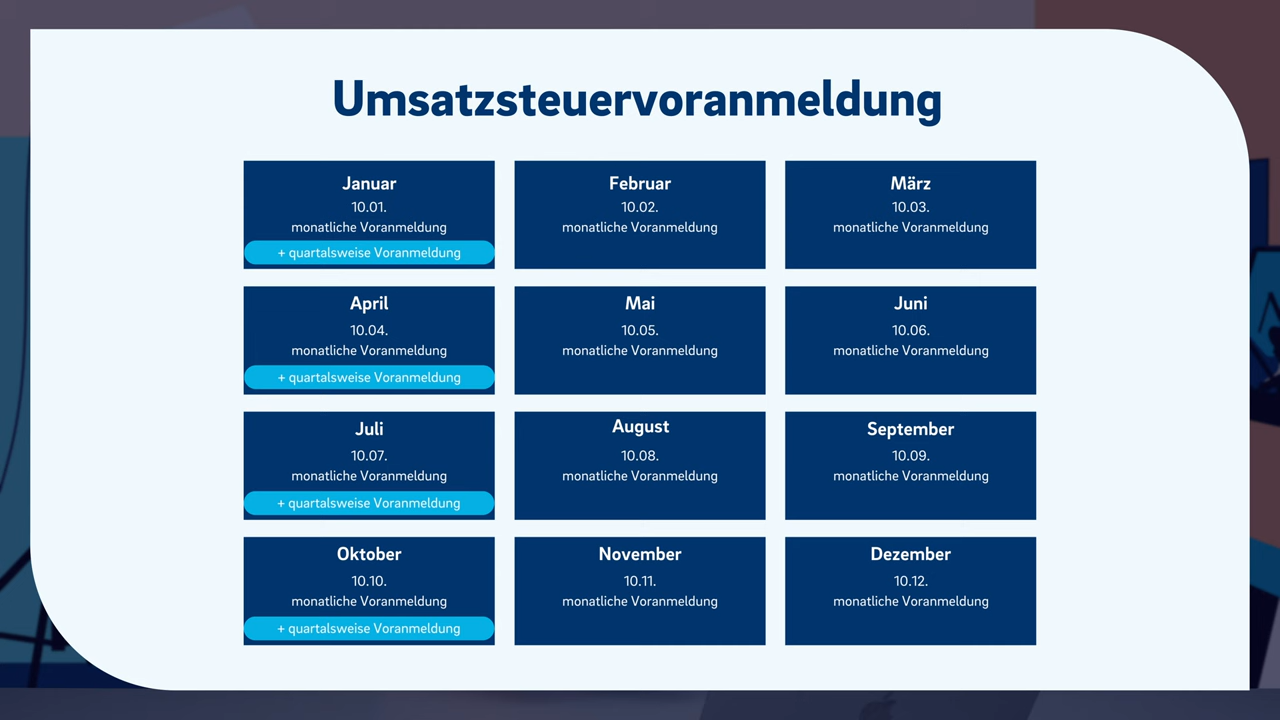 Umsatzsteuervoranmeldung
Januar
10.01.
monatliche Voranmeldung
+ quartalsweise Voranmeldung
Februar
10.02.
monatliche Voranmeldung
März
10.03.
monatliche Voranmeldung
April
10.04.
monatliche Voranmeldung
+ quartalsweise Voranmeldung
Mai
10.05.
monatliche Voranmeldung
Juni
10.06.
monatliche Voranmeldung
Juli
10.07.
monatliche Voranmeldung
+ quartalsweise Voranmeldung
August
10.08.
monatliche Voranmeldung
September
10.09.
monatliche Voranmeldung
Oktober
10.10.
monatliche Voranmeldung
+ quartalsweise Voranmeldung
November
10.11.
monatliche Voranmeldung
Dezember
10.12.
monatliche Voranmeldung